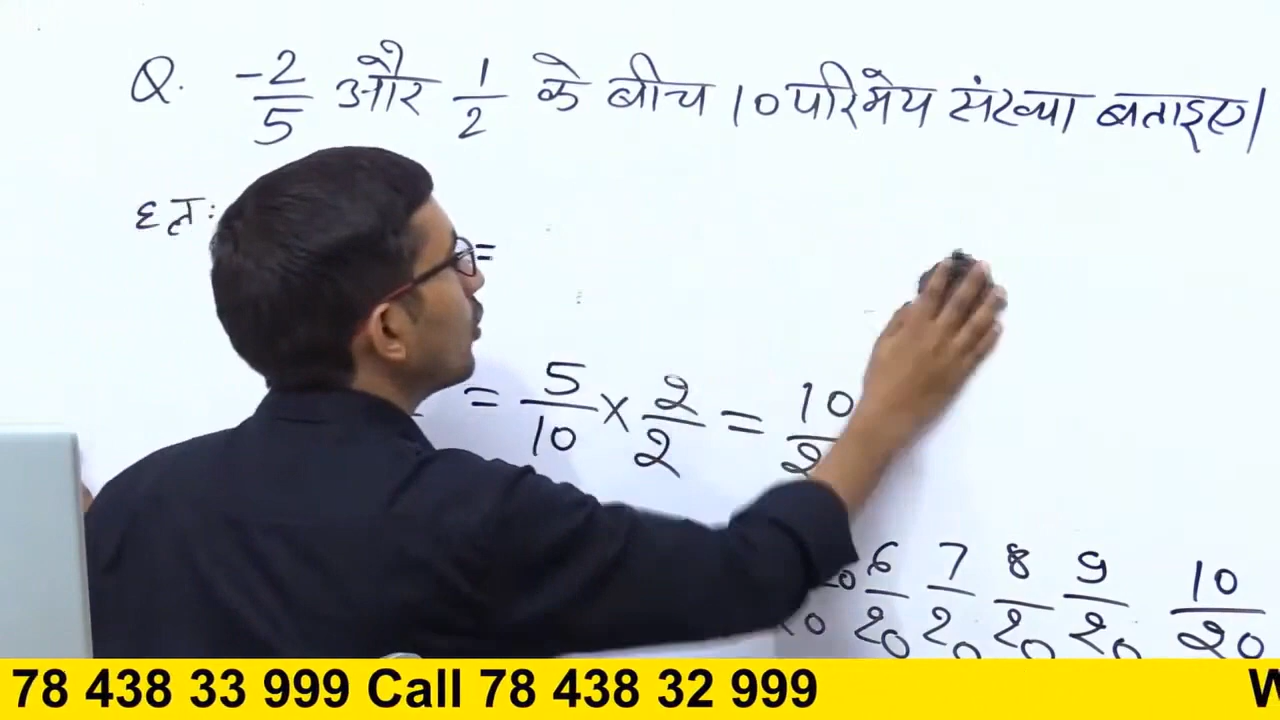 Q. -2/5 और 1/2 के बीच 10 परिमेय संख्या बताइए।
हल:
=
= 5/10 × 2/2 = 10
6/20 7/20 8/20 9/20 10/20
78 438 33 999 Call 78 438 32 999 W